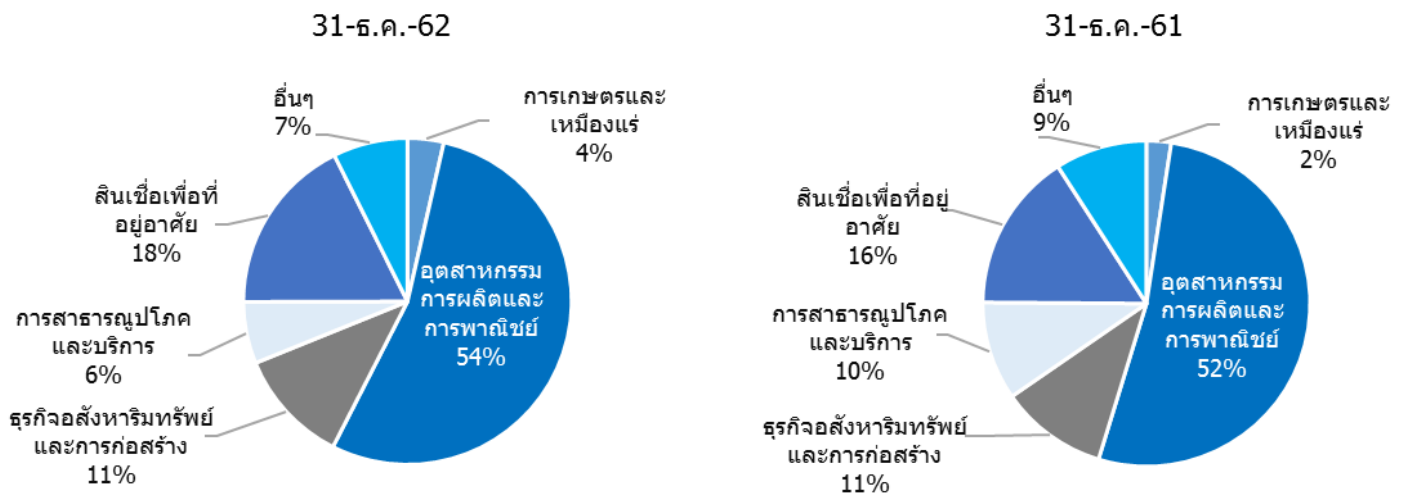 31-ธ.ค.-62
อื่นๆ
7%
การเกษตรและ
เหมืองแร่
4%
สินเชื่อเพื่อที่
อยู่อาศัย
18%
อุตสาหกรรม
การผลิตและ
การพาณิชย์
54%
การสาธารณูปโภค
และบริการ
6%
ธุรกิจอสังหาริมทรัพย์
และการก่อสร้าง
11%
31-ธ.ค.-61
อื่นๆ
9%
การเกษตรและ
เหมืองแร่
2%
สินเชื่อเพื่อที่อยู่
อาศัย
16%
อุตสาหกรรม
การผลิตและ
การพาณิชย์
52%
การสาธารณูปโภค
และบริการ
10%
ธุรกิจอสังหาริมทรัพย์
และการก่อสร้าง
11%